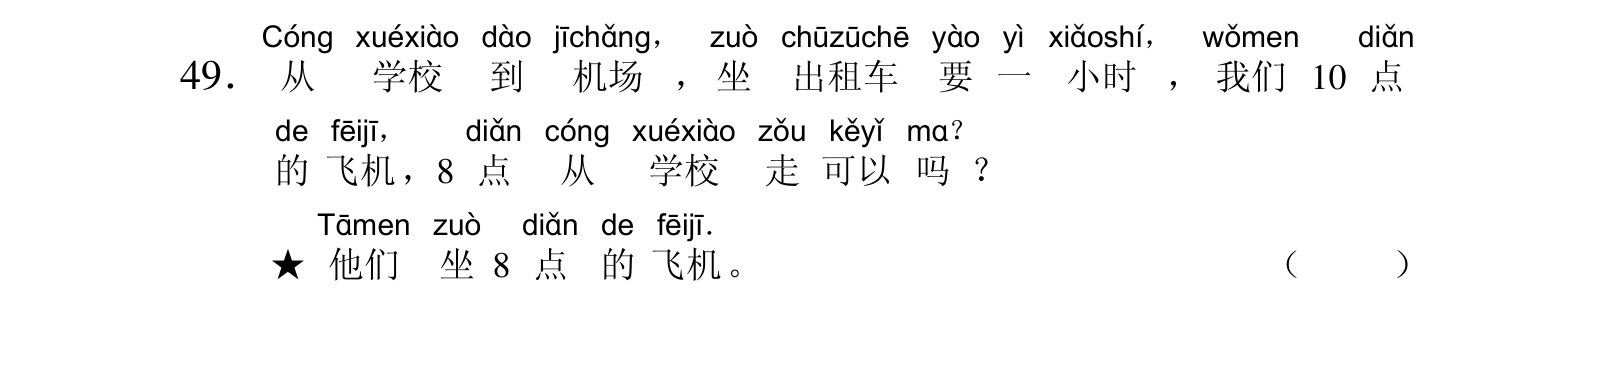 Cóng xuéxiào dào jīchǎng, zuò chūzūchē yào yì xiǎoshí, wǒmen diǎn
49. 从 学校 到 机场 ，坐 出租车 要 一 小时 ，我们 10 点
de fēijī, diǎn cóng xuéxiào zǒu kěyǐ ma?
的 飞机，8 点 从 学校 走 可以 吗 ？
Tāmen zuò diǎn de fēijī.
★ 他们 坐 8 点 的 飞机。 （ ）